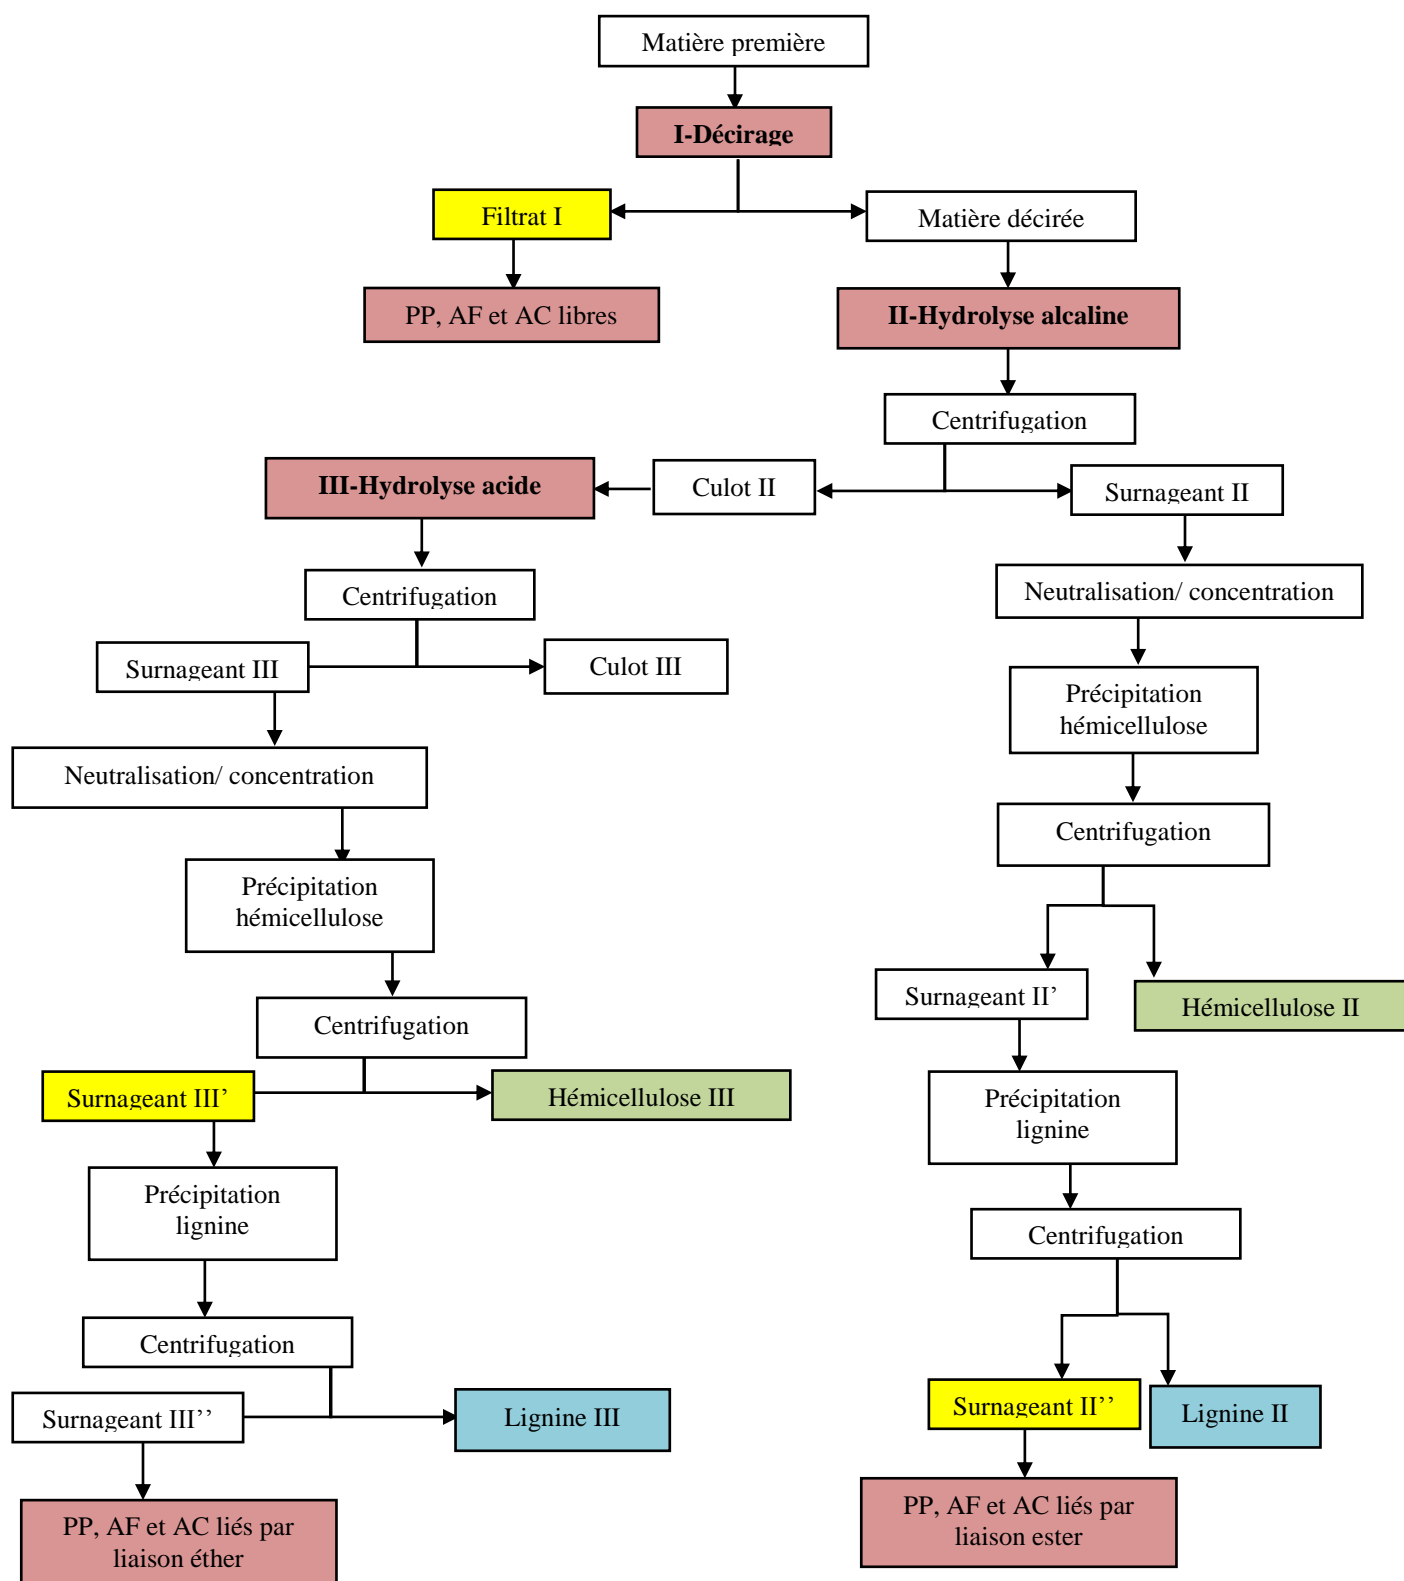 Matière première
I-Décirage
Filtrat I
Matière décirée
PP, AF et AC libres
II-Hydrolyse alcaline
Centrifugation
III-Hydrolyse acide
Culot II
Surnageant II
Centrifugation
Neutralisation/ concentration
Surnageant III
Culot III
Précipitation
hémicellulose
Neutralisation/ concentration
Centrifugation
Précipitation
hémicellulose
Surnageant II’
Hémicellulose II
Centrifugation
Surnageant III’
Hémicellulose III
Précipitation
lignine
Précipitation
lignine
Centrifugation
Centrifugation
Surnageant II’’
Lignine II
Surnageant III’’
Lignine III
PP, AF et AC liés par
liaison ester
PP, AF et AC liés par
liaison éther